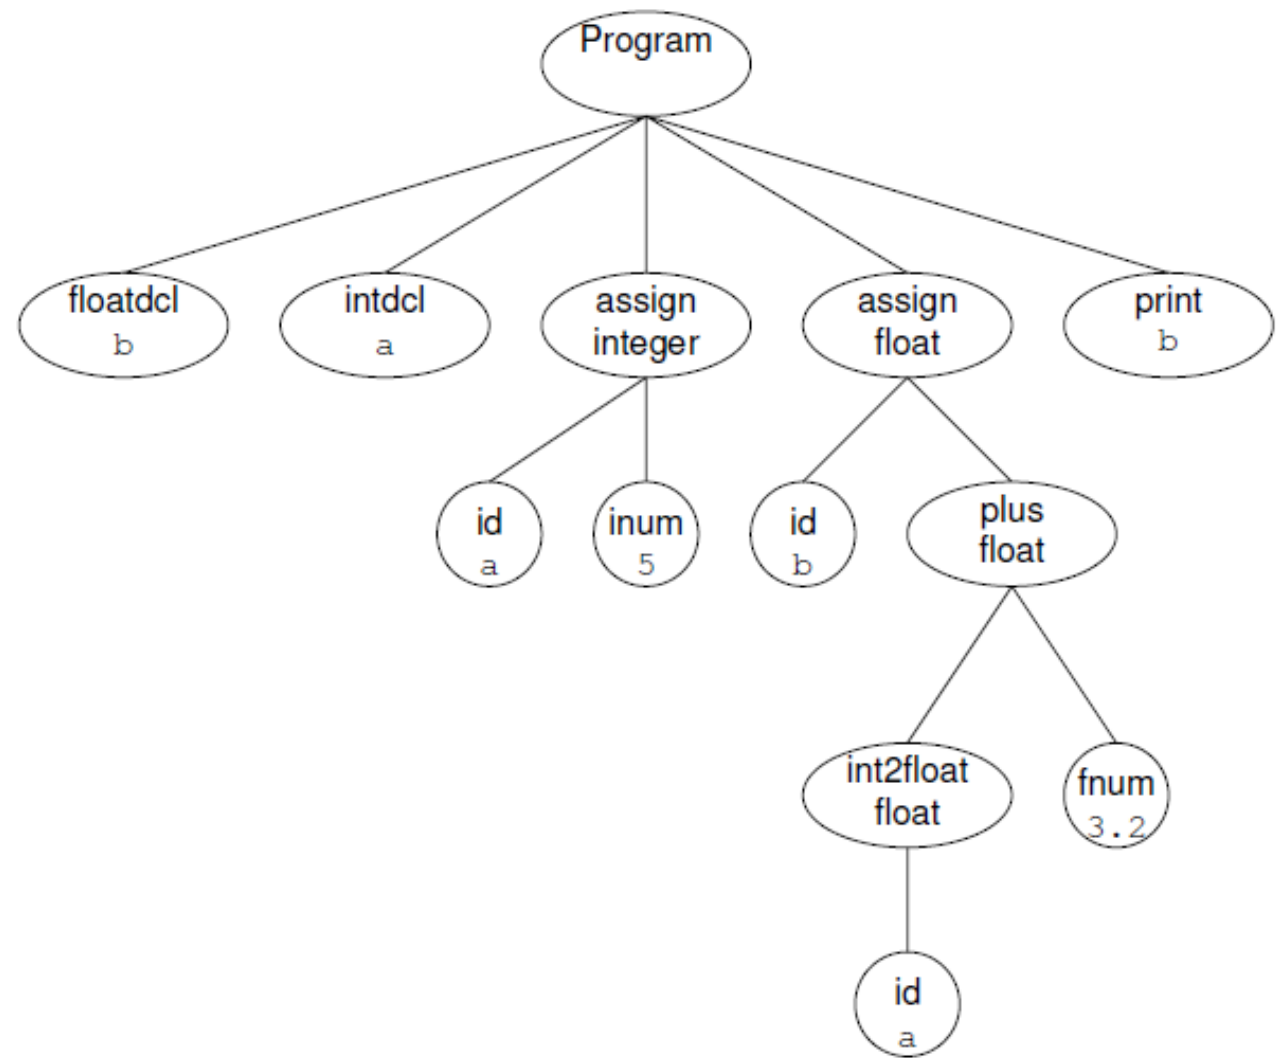 Program
floatdcl
b
intdcl
a
assign
integer
assign
float
print
b
id
a
inum
5
id
b
plus
float
int2float
float
fnum
3.2
id
a